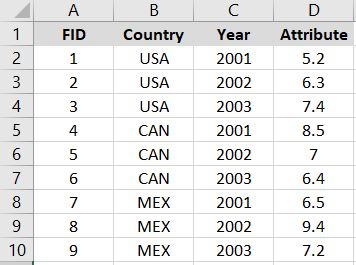 A B C D
1 FID Country Year Attribute
2 1 USA 2001 5.2
3 2 USA 2002 6.3
4 3 USA 2003 7.4
5 4 CAN 2001 8.5
6 5 CAN 2002 7
7 6 CAN 2003 6.4
8 7 MEX 2001 6.5
9 8 MEX 2002 9.4
10 9 MEX 2003 7.2